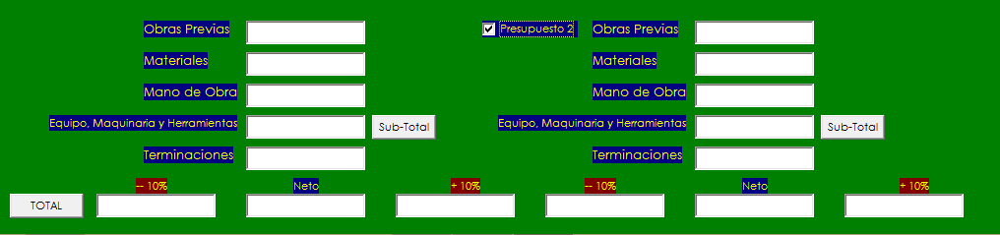 Obras Previas
Presupuesto 2
Obras Previas
Materiales
Materiales
Mano de Obra
Mano de Obra
Equipo, Maquinaria y Herramientas
Sub-Total
Equipo, Maquinaria y Herramientas
Sub-Total
Terminaciones
Terminaciones
-- 10%
Neto
+ 10%
-- 10%
Neto
+ 10%
TOTAL